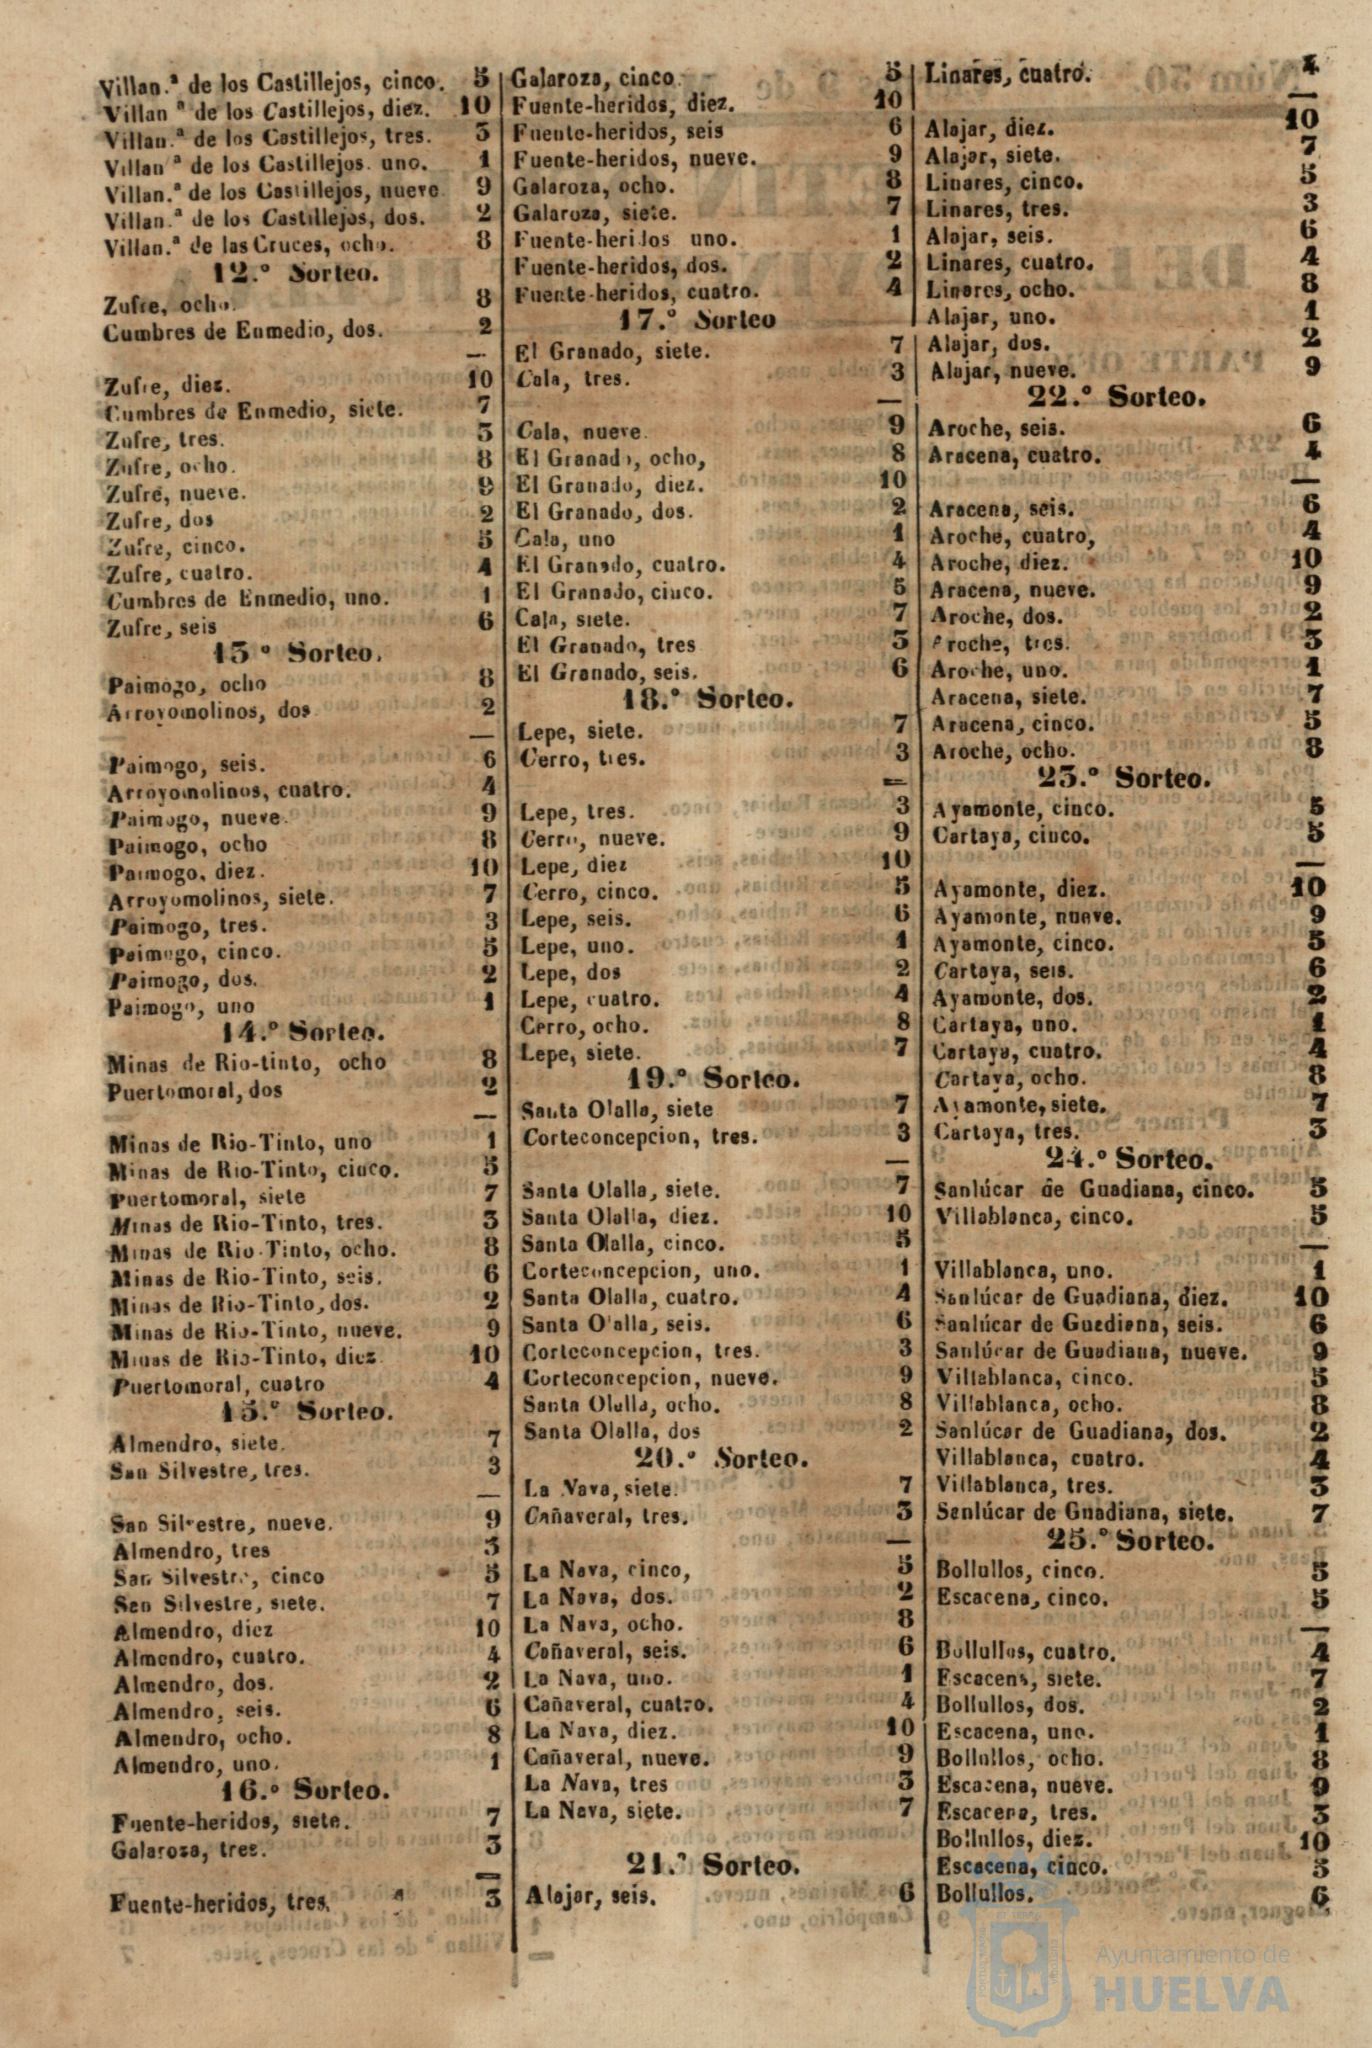 Villan.ª de los Castillejos, cinco. 5
Villan ª de los Castillejos, diez. 10
Villan.ª de los Castillejos, tres. 3
Villan ª de los Castillejos. uno. 1
Villan.ª de los Castillejos, nueve 9
Villan.ª de los Castillejos, dos. 2
Villan.ª de las Cruces, ocho. 8
12.º Sorteo.
Zufre, ocho. 8
Cumbres de Enmedio, dos. 2
—
Zufre, diez. 10
Cumbres de Enmedio, siete. 7
Zufre, tres. 3
Zufre, ocho. 8
Zufre, nueve. 9
Zufre, dos 2
Zufre, cinco. 5
Zufre, cuatro. 4
Cumbres de Enmedio, uno. 1
Zufre, seis 6
13º Sorteo.
Paimogo, ocho 8
Arroyomolinos, dos 2
—
Paimogo, seis. 6
Arroyomolinos, cuatro. 4
Paimogo, nueve. 9
Paimogo, ocho 8
Paimogo, diez. 10
Arroyomolinos, siete. 7
Paimogo, tres. 3
Paimogo, cinco. 5
Paimogo, dos. 2
Paimogo, uno 1
14.º Sorteo.
Minas de Rio-tinto, ocho 8
Puertomoral, dos 2
—
Minas de Rio-Tinto, uno 1
Minas de Rio-Tinto, cinco. 5
Puertomoral, siete 7
Minas de Rio-Tinto, tres. 3
Minas de Rio-Tinto, ocho. 8
Minas de Rio-Tinto, seis. 6
Minas de Rio-Tinto, dos. 2
Minas de Rio-Tinto, nueve. 9
Minas de Rio-Tinto, diez 10
Puertomoral, cuatro 4
15.º Sorteo.
Almendro, siete. 7
San Silvestre, tres. 3
—
San Silvestre, nueve. 9
Almendro, tres 3
San Silvestre, cinco 5
San Silvestre, siete. 7
Almendro, diez 10
Almendro, cuatro. 4
Almendro, dos. 2
Almendro, seis. 6
Almendro, ocho. 8
Almendro, uno. 1
16.º Sorteo.
Fuente-heridos, siete. 7
Galaroza, tres. 3
—
Fuente-heridos, tres. 3
Galaroza, cinco. 5
Fuente-heridos, diez. 10
Fuente-heridos, seis 6
Fuente-heridos, nueve. 9
Galaroza, ocho. 8
Galaroza, siete. 7
Fuente-heridos uno. 1
Fuente-heridos, dos. 2
Fuente-heridos, cuatro. 4
17.º Sorteo
El Granado, siete. 7
Cala, tres. 3
—
Cala, nueve. 9
El Granado, ocho, 8
El Granado, diez. 10
El Granado, dos. 2
Cala, uno 1
El Granado, cuatro. 4
El Granado, cinco. 5
Cala, siete. 7
El Granado, tres 3
El Granado, seis. 6
18.º Sorteo.
Lepe, siete. 7
Cerro, tres. 3
—
Lepe, tres. 3
Cerro, nueve. 9
Lepe, diez 10
Cerro, cinco. 5
Lepe, seis. 6
Lepe, uno. 1
Lepe, dos 2
Lepe, cuatro. 4
Cerro, ocho. 8
Lepe, siete. 7
19.º Sorteo.
Santa Olalla, siete 7
Corteconcepcion, tres. 3
—
Santa Olalla, siete. 7
Santa Olalla, diez. 10
Santa Olalla, cinco. 5
Corteconcepcion, uno. 1
Santa Olalla, cuatro. 4
Santa Olalla, seis. 6
Corteconcepcion, tres. 3
Corteconcepcion, nueve. 9
Santa Olalla, ocho. 8
Santa Olalla, dos 2
20.º Sorteo.
La Nava, siete. 7
Cañaveral, tres. 3
—
La Nava, cinco, 5
La Nava, dos. 2
La Nava, ocho. 8
Cañaveral, seis. 6
La Nava, uno. 1
Cañaveral, cuatro. 4
La Nava, diez. 10
Cañaveral, nueve. 9
La Nava, tres 3
La Nava, siete. 7
21.º Sorteo.
Alajar, seis. 6
Linares, cuatro. 4
—
Alajar, diez. 10
Alajar, siete. 7
Linares, cinco. 5
Linares, tres. 3
Alajar, seis. 6
Linares, cuatro. 4
Linares, ocho. 8
Alajar, uno. 1
Alajar, dos. 2
Alajar, nueve. 9
22.º Sorteo.
Aroche, seis. 6
Aracena, cuatro. 4
—
Aracena, seis. 6
Aroche, cuatro, 4
Aroche, diez. 10
Aracena, nueve. 9
Aroche, dos. 2
Aroche, tres. 3
Aroche, uno. 1
Aracena, siete. 7
Aracena, cinco. 5
Aroche, ocho. 8
23.º Sorteo.
Ayamonte, cinco. 5
Cartaya, cinco. 5
—
Ayamonte, diez. 10
Ayamonte, nueve. 9
Ayamonte, cinco. 5
Cartaya, seis. 6
Ayamonte, dos. 2
Cartaya, uno. 1
Cartaya, cuatro. 4
Cartaya, ocho. 8
Ayamonte, siete. 7
Cartaya, tres. 3
24.º Sorteo.
Sanlúcar de Guadiana, cinco. 5
Villablanca, cinco. 5
—
Villablanca, uno. 1
Sanlúcar de Guadiana, diez. 10
Sanlúcar de Guadiana, seis. 6
Sanlúcar de Guadiana, nueve. 9
Villablanca, cinco. 5
Villablanca, ocho. 8
Sanlúcar de Guadiana, dos. 2
Villablanca, cuatro. 4
Villablanca, tres. 3
Sanlúcar de Guadiana, siete. 7
25.º Sorteo.
Bollullos, cinco. 5
Escacena, cinco. 5
—
Bollullos, cuatro. 4
Escacena, siete. 7
Bollullos, dos. 2
Escacena, uno. 1
Bollullos, ocho. 8
Escacena, nueve. 9
Escacena, tres. 3
Bollullos, diez. 10
Escacena, cinco. 5
Bollullos. 6
Ayuntamiento de
HUELVA